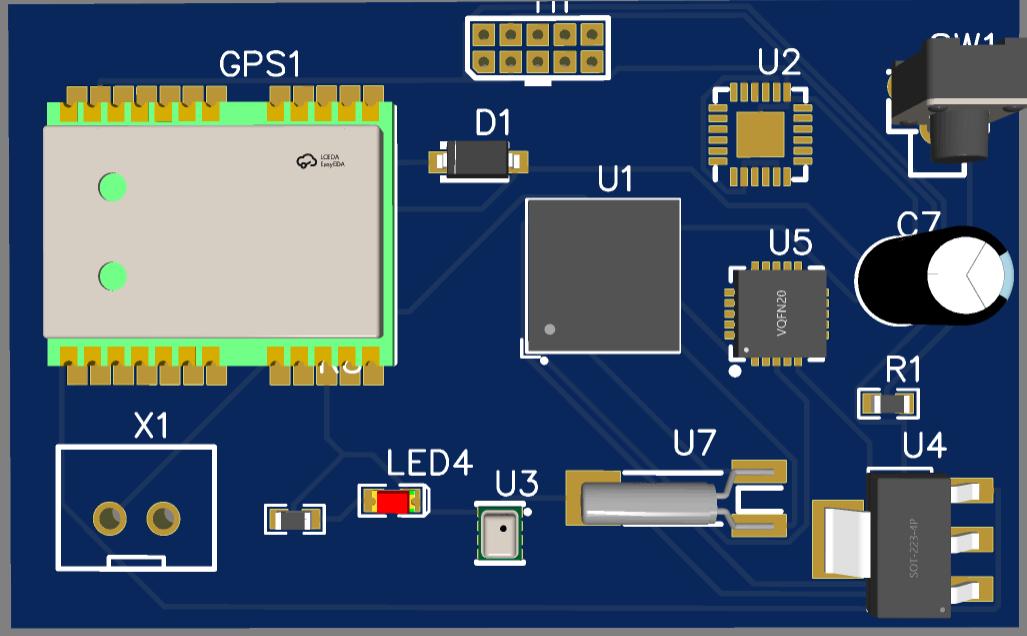 GPS1
U2
SW1
D1
LCEDA
EasyEDA
U1
C7
U5
VQFN20
R1
X1
U7
U4
LED4
U3
SOT-223-4P